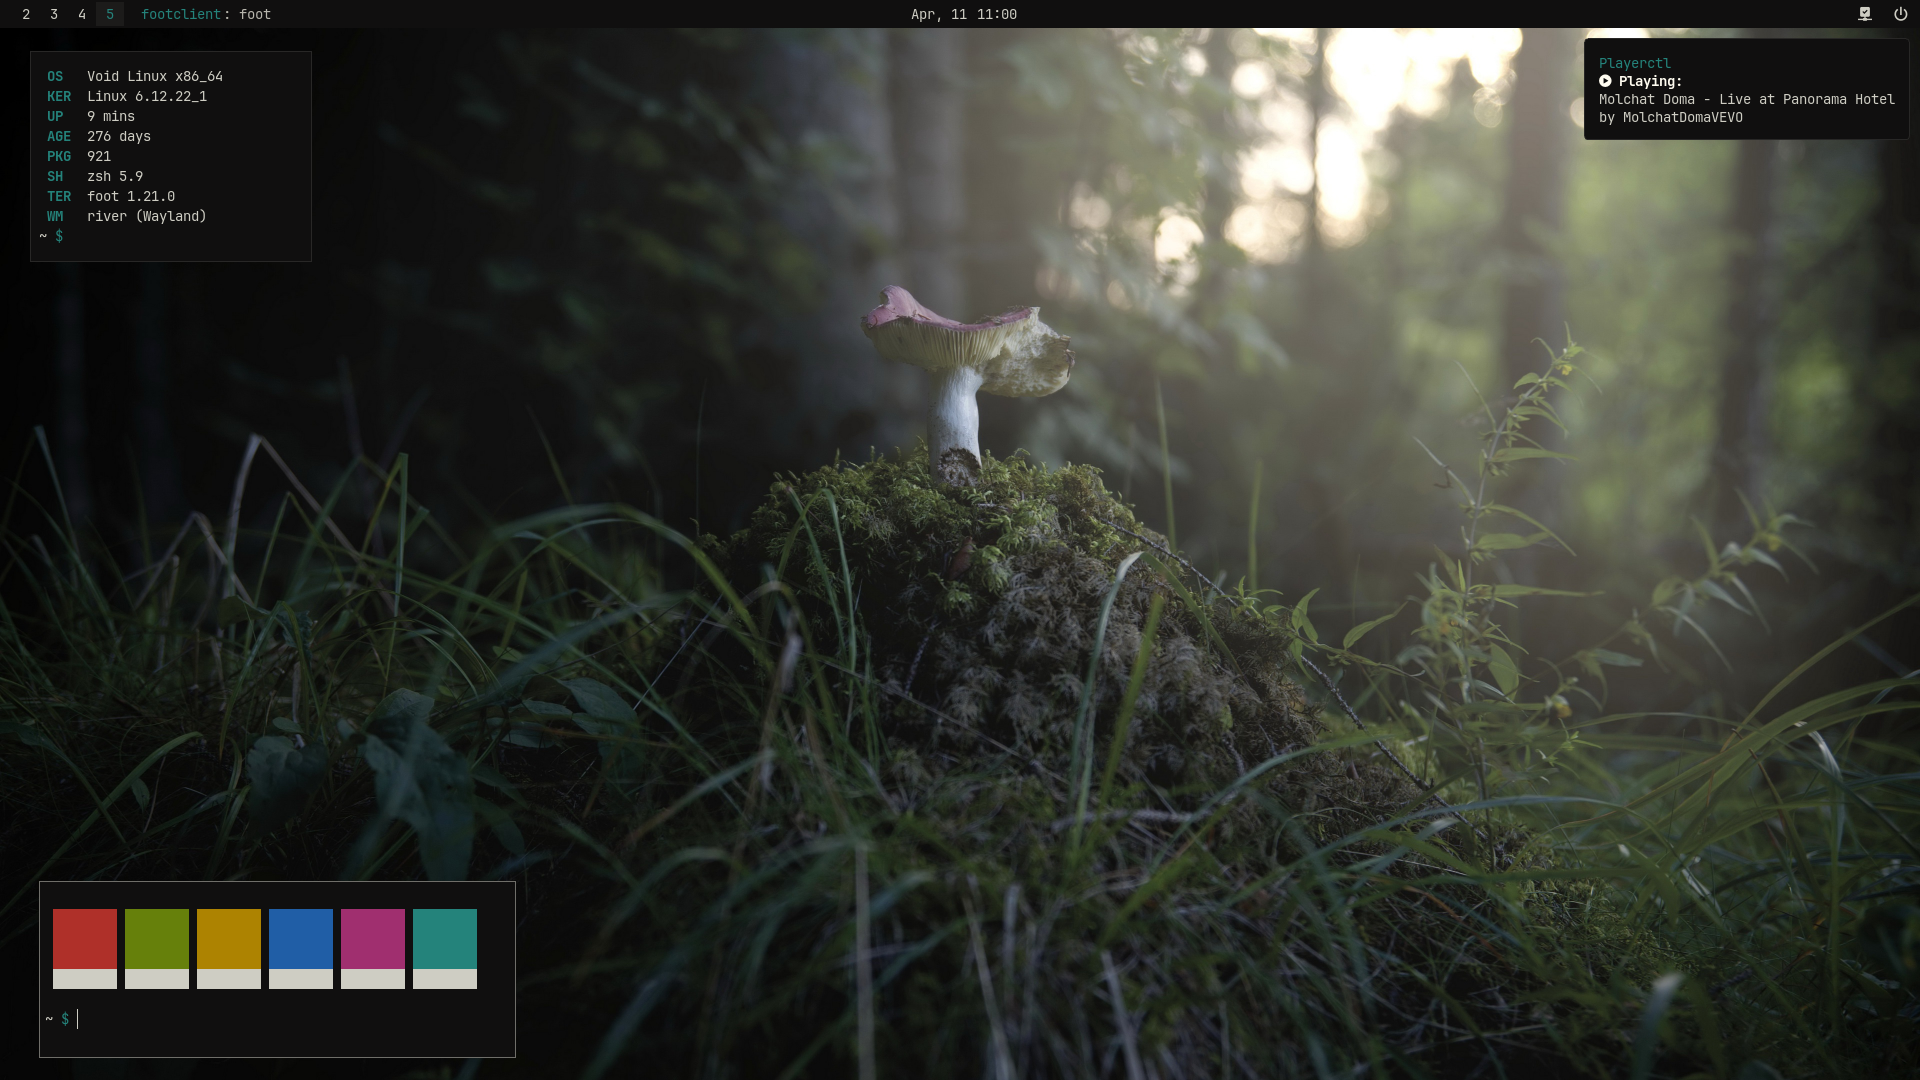 2 3 4 5 footclient: foot
Apr, 11 11:00
OS Void Linux x86_64
KER Linux 6.12.22_1
UP 9 mins
AGE 276 days
PKG 921
SH zsh 5.9
TER foot 1.21.0
WM river (Wayland)
~ $
Playerctl
Playing:
Molchat Doma - Live at Panorama Hotel
by MolchatDomaVEVO
~ $